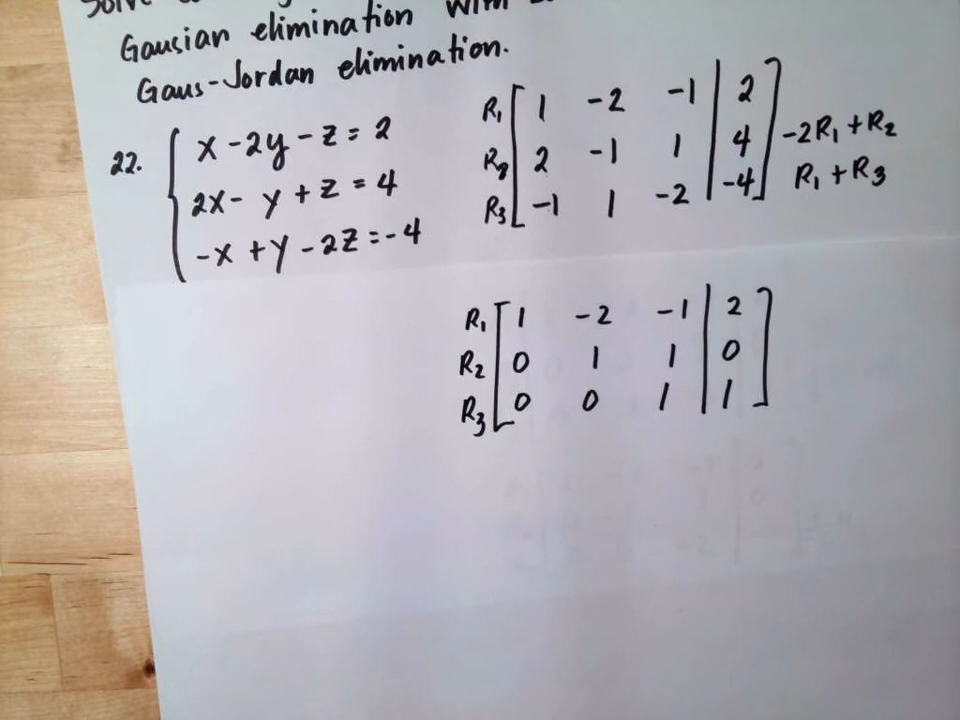 Gausian elimination
Gaus-Jordan elimination.
22. x - 2y - z = 2
2x - y + z = 4
-x + y - 2z = -4
R1 1 -2 -1 | 2
R2 2 -1 1 | 4 -2R1 + R2
R3 -1 1 -2 | -4 R1 + R3
R1 1 -2 -1 | 2
R2 0 1 1 | 0
R3 0 0 1 | 1